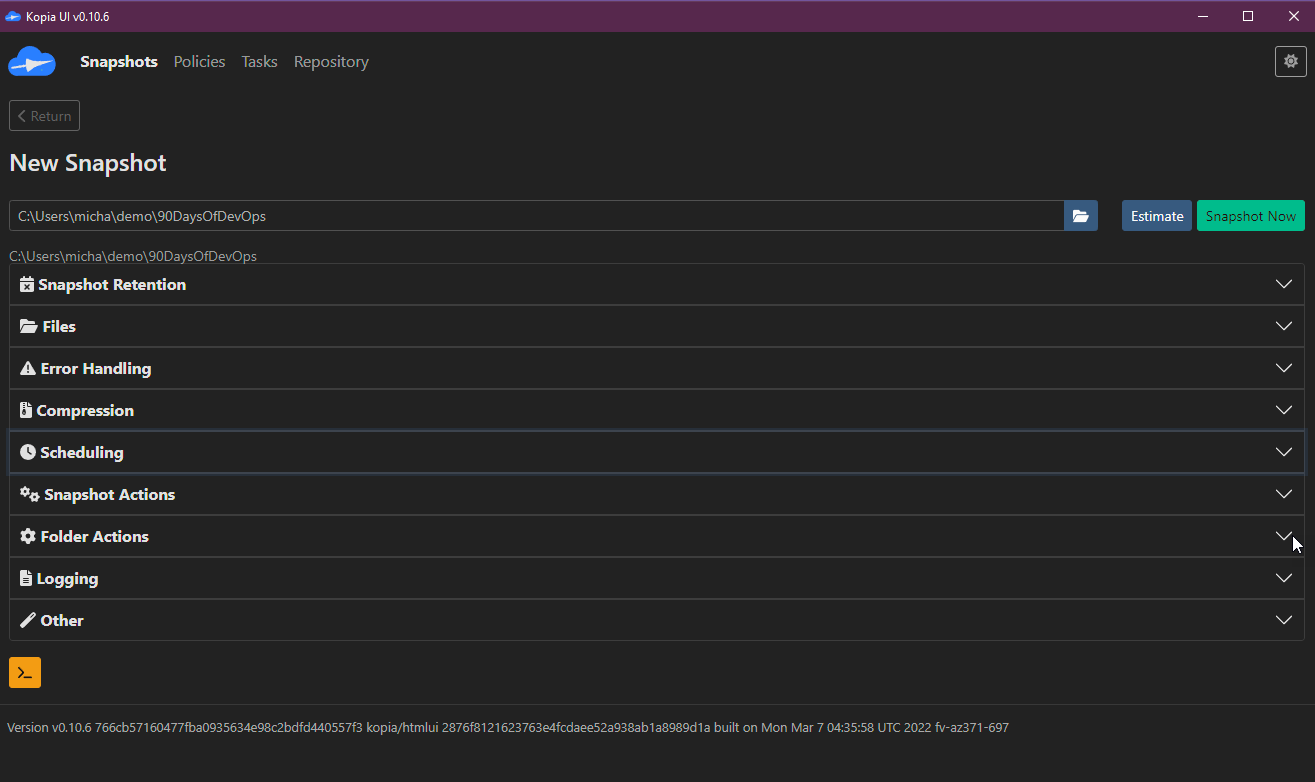 Kopia UI v0.10.6
Snapshots Policies Tasks Repository
Return
New Snapshot
C:\Users\micha\demo\90DaysOfDevOps
Estimate
Snapshot Now
C:\Users\micha\demo\90DaysOfDevOps
Snapshot Retention
Files
Error Handling
Compression
Scheduling
Snapshot Actions
Folder Actions
Logging
Other
Version v0.10.6 766cb57160477fba0935634e98c2bdfd440557f3 kopia/htmlui 2876f8121623763e4fcdaee52a938ab1a8989d1a built on Mon Mar 7 04:35:58 UTC 2022 fv-az371-697